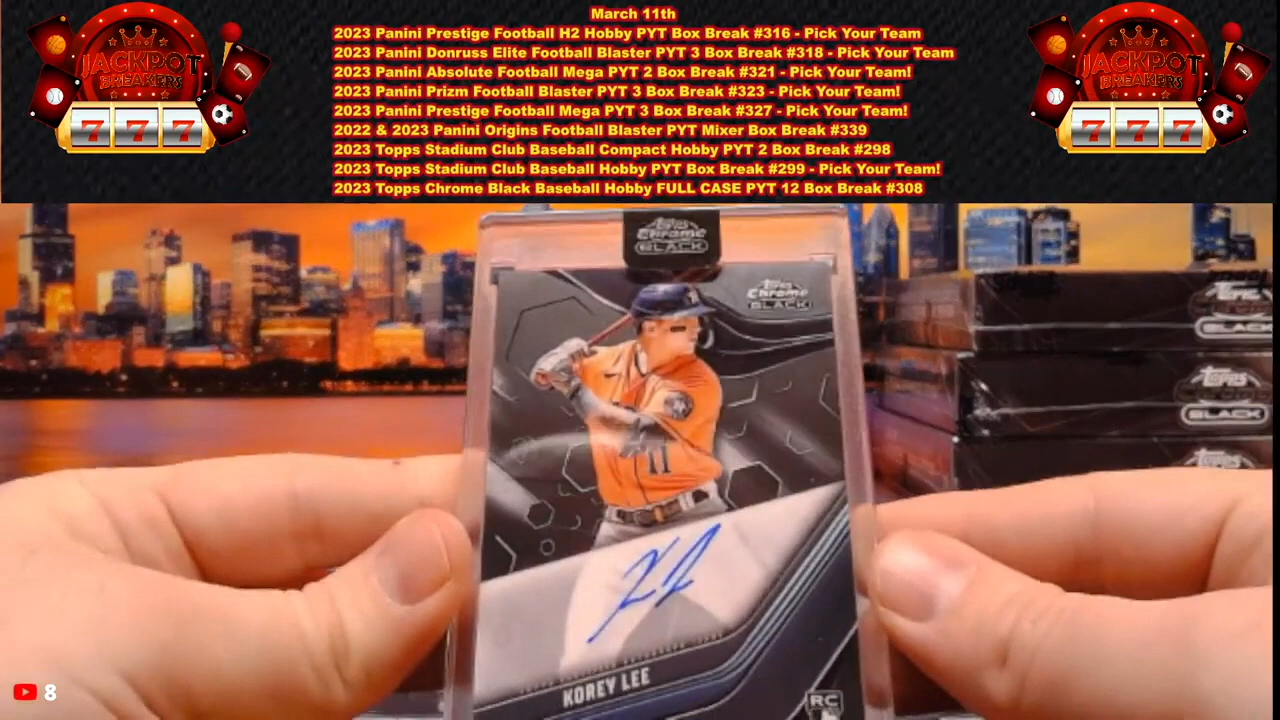 March 11th
2023 Panini Prestige Football H2 Hobby PYT Box Break #316 - Pick Your Team
2023 Panini Donruss Elite Football Blaster PYT 3 Box Break #318 - Pick Your Team
2023 Panini Absolute Football Mega PYT 2 Box Break #321 - Pick Your Team!
2023 Panini Prizm Football Blaster PYT 3 Box Break #323 - Pick Your Team!
2023 Panini Prestige Football Mega PYT 3 Box Break #327 - Pick Your Team!
2022 & 2023 Panini Origins Football Blaster PYT Mixer Box Break #339
2023 Topps Stadium Club Baseball Compact Hobby PYT 2 Box Break #298
2023 Topps Stadium Club Baseball Hobby PYT Box Break #299 - Pick Your Team!
2023 Topps Chrome Black Baseball Hobby FULL CASE PYT 12 Box Break #308
JACKPOT
BREAKERS
7 7 7
JACKPOT
BREAKERS
7 7 7
Topps
Chrome
BLACK
Topps
Chrome
BLACK
11
KOREY LEE
RC
Topps
BLACK
Topps
BLACK
Topps
8